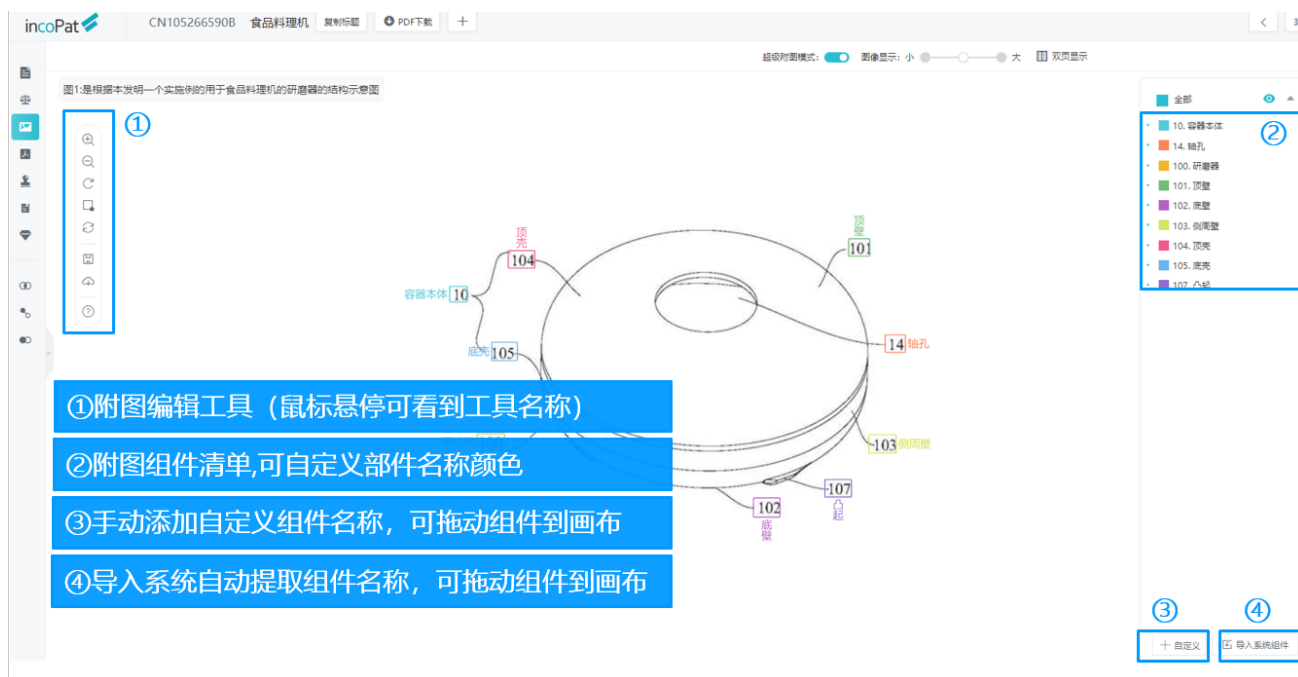 incoPat
CN105266590B 食品料理机 复制标题 PDF下载
超级附图模式： 图像显示：小 大 双页显示
图1:是根据本发明一个实施例的用于食品料理机的研磨器的结构示意图
①
全部
②
10. 容器本体
14. 轴孔
100. 研磨器
101. 顶壁
102. 底壁
103. 侧周壁
104. 顶壳
105. 底壳
107. 凸起
顶壳
104
顶壁
101
容器本体 10
底壳 105
14 轴孔
103 侧周壁
107
凸起
102
底壁
①附图编辑工具（鼠标悬停可看到工具名称）
②附图组件清单,可自定义部件名称颜色
③手动添加自定义组件名称，可拖动组件到画布
④导入系统自动提取组件名称，可拖动组件到画布
③
④
自定义
导入系统组件